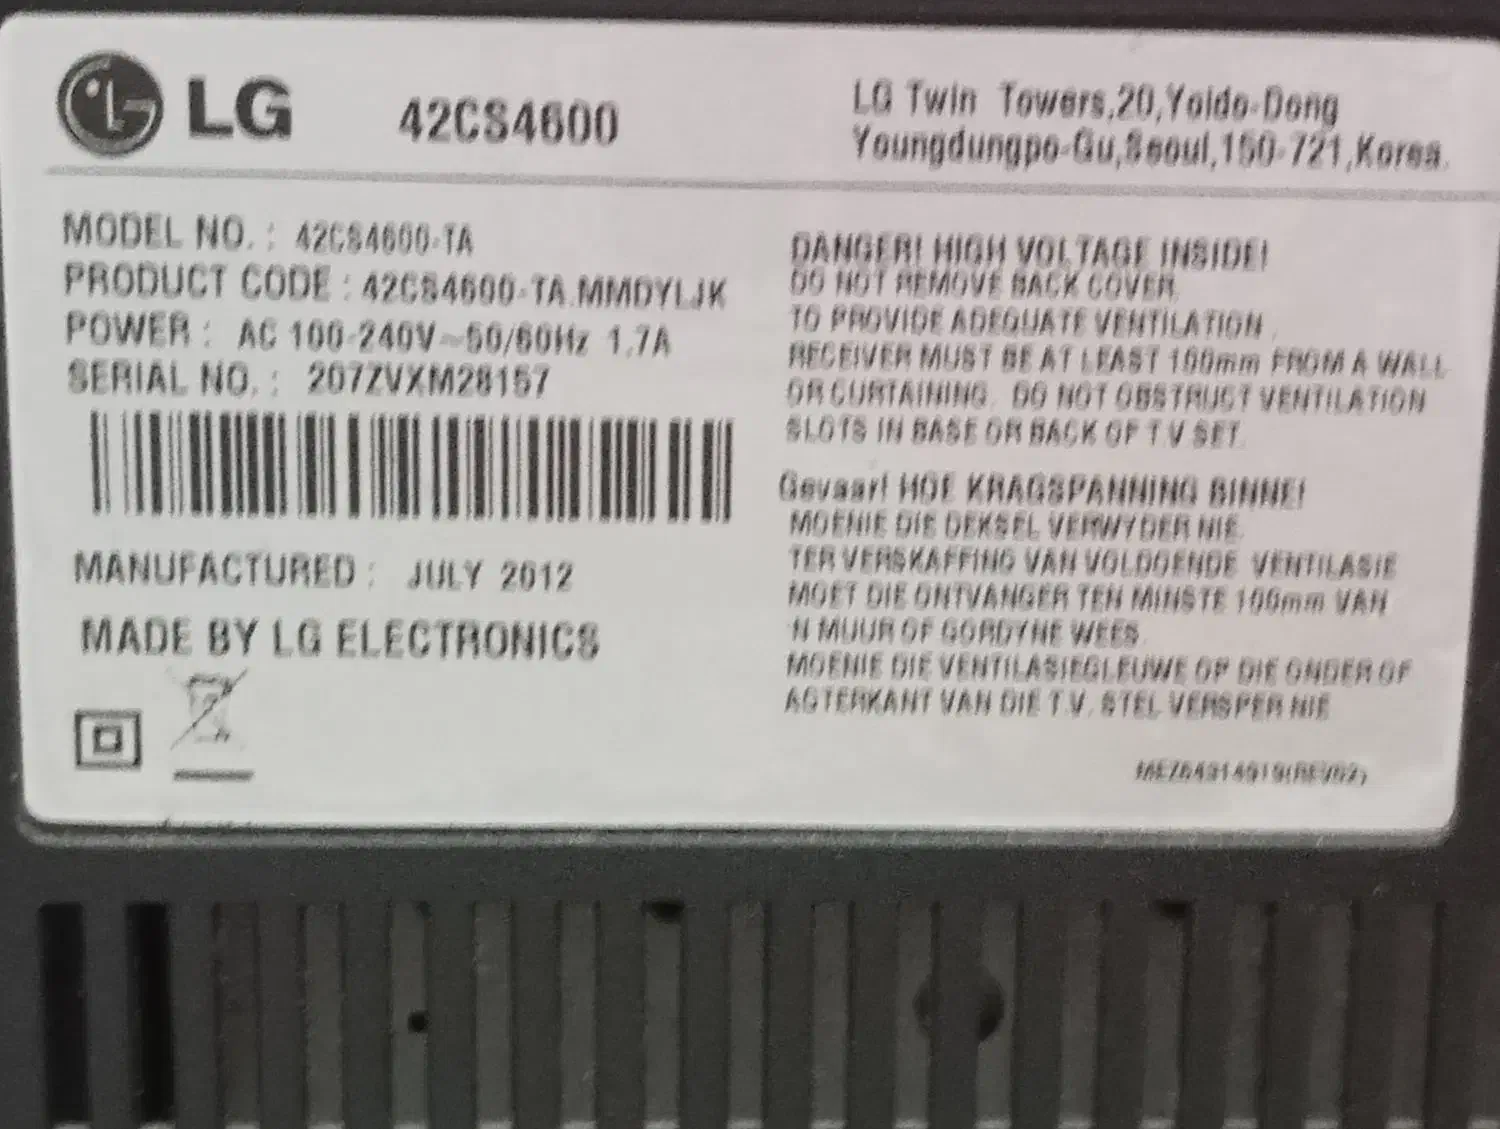 LG
42CS4600
LG Twin Towers,20,Yoido-Dong
Youngdungpo-Gu,Seoul,150-721,Korea.
MODEL NO. : 42CS4600-TA
PRODUCT CODE : 42CS4600-TA.MMDYLJK
POWER : AC 100-240V~50/60Hz 1.7A
SERIAL NO. : 207ZVXM28157
MANUFACTURED : JULY 2012
MADE BY LG ELECTRONICS
DANGER! HIGH VOLTAGE INSIDE!
DO NOT REMOVE BACK COVER.
TO PROVIDE ADEQUATE VENTILATION ,
RECEIVER MUST BE AT LEAST 100mm FROM A WALL
OR CURTAINING. DO NOT OBSTRUCT VENTILATION
SLOTS IN BASE OR BACK OF T.V SET.
Gevaar! HOE KRAGSPANNING BINNE!
MOENIE DIE DEKSEL VERWYDER NIE.
TER VERSKAFFING VAN VOLDOENDE VENTILASIE
MOET DIE ONTVANGER TEN MINSTE 100mm VAN
'N MUUR OF GORDYNE WEES.
MOENIE DIE VENTILASIEGLEUWE OP DIE ONDER OF
AGTERKANT VAN DIE T.V. STEL VERSPER NIE